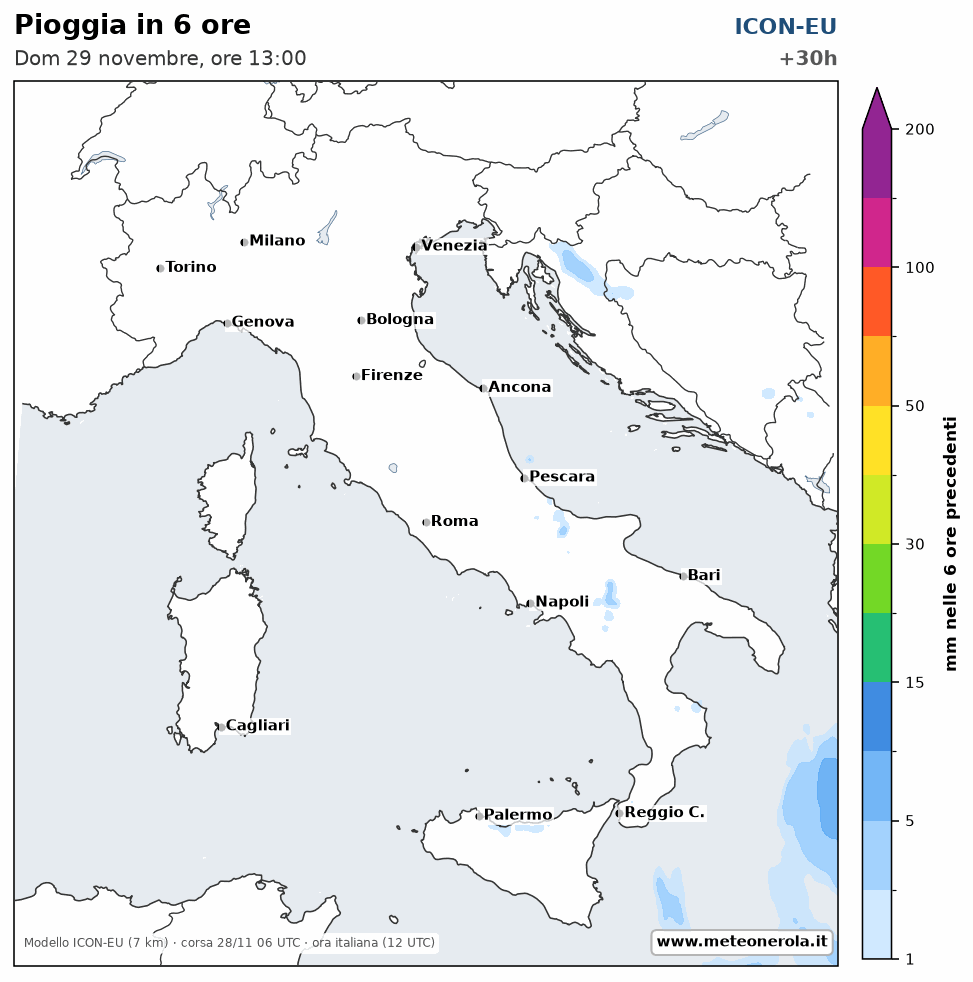 Pioggia in 6 ore
ICON-EU
Dom 29 novembre, ore 13:00
+30h
200
Milano
Venezia
Torino
100
Genova
Bologna
Firenze
Ancona
50
Pescara
Roma
30
Bari
Napoli
mm nelle 6 ore precedenti
15
Cagliari
Palermo
Reggio C.
5
Modello ICON-EU (7 km) · corsa 28/11 06 UTC · ora italiana (12 UTC)
www.meteonerola.it
1